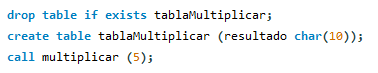 drop table if exists tablaMultiplicar;
create table tablaMultiplicar (resultado char(10));
call multiplicar (5);